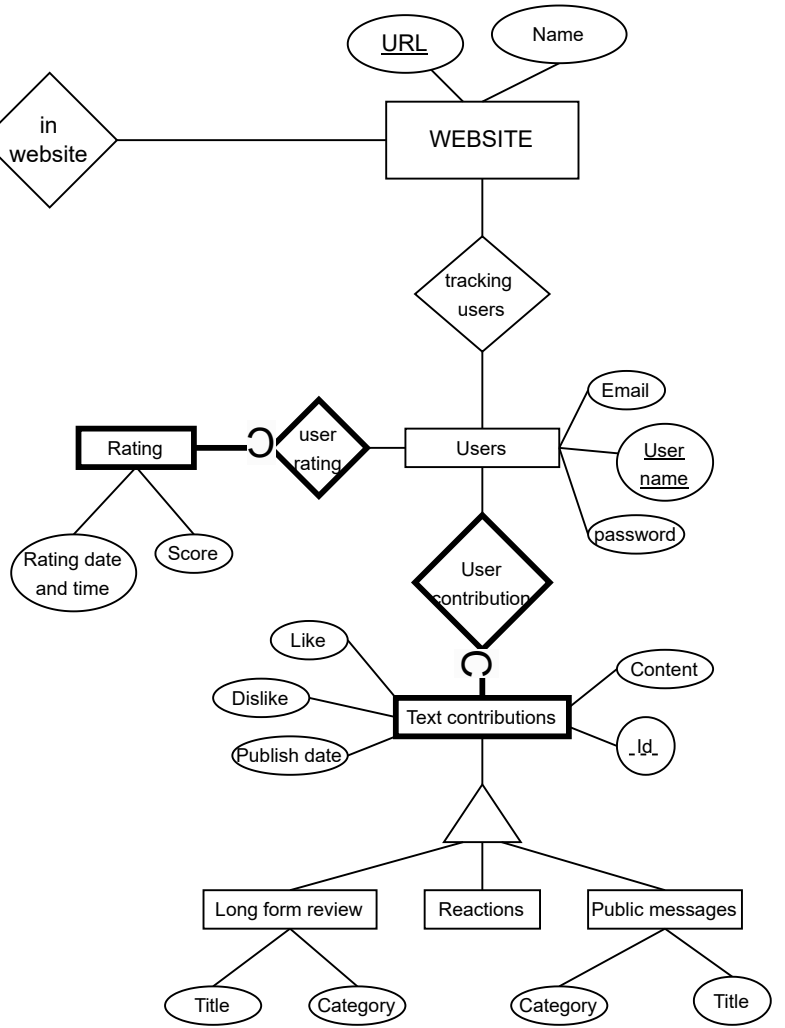 URL
Name
in
website
WEBSITE
tracking
users
Email
Rating
user
rating
Users
User
name
Rating date
and time
Score
password
User
contribution
Like
Content
Dislike
Text contributions
Id
Publish date
Long form review
Reactions
Public messages
Title
Category
Category
Title